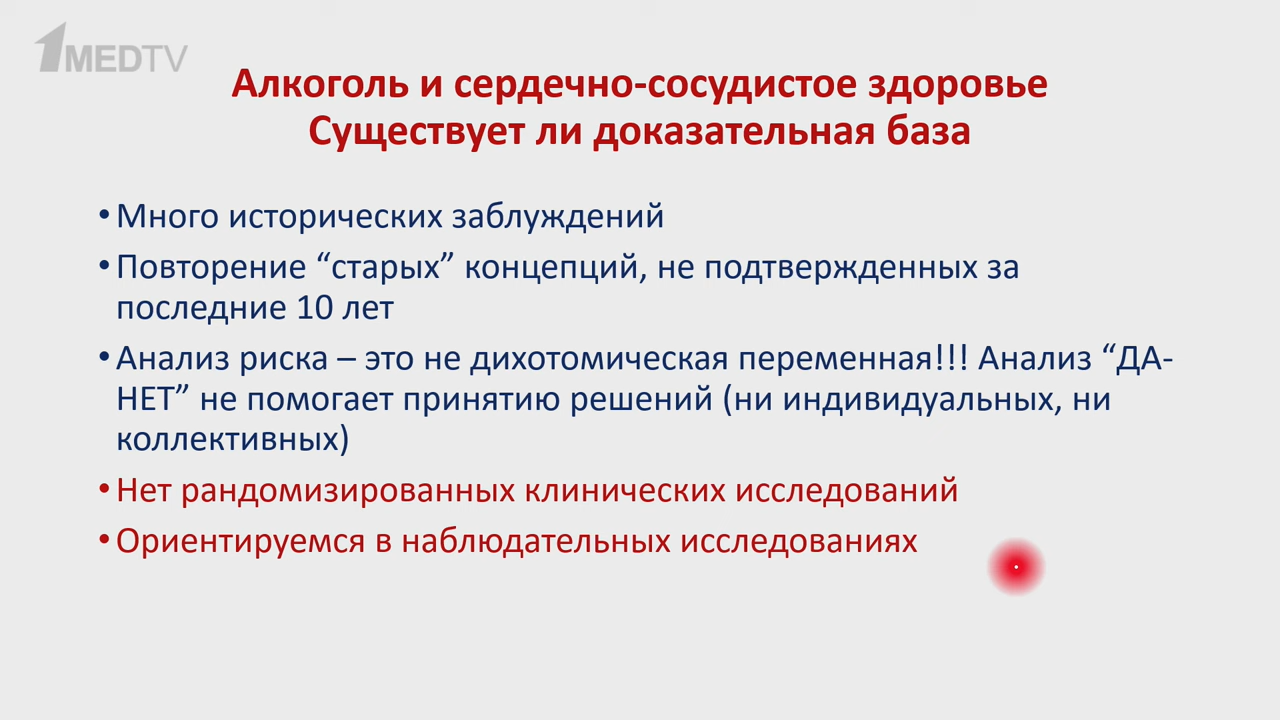 1MEDTV
Алкоголь и сердечно-сосудистое здоровье
Существует ли доказательная база
•Много исторических заблуждений
•Повторение “старых” концепций, не подтвержденных за
последние 10 лет
•Анализ риска – это не дихотомическая переменная!!! Анализ “ДА-
НЕТ” не помогает принятию решений (ни индивидуальных, ни
коллективных)
•Нет рандомизированных клинических исследований
•Ориентируемся в наблюдательных исследованиях